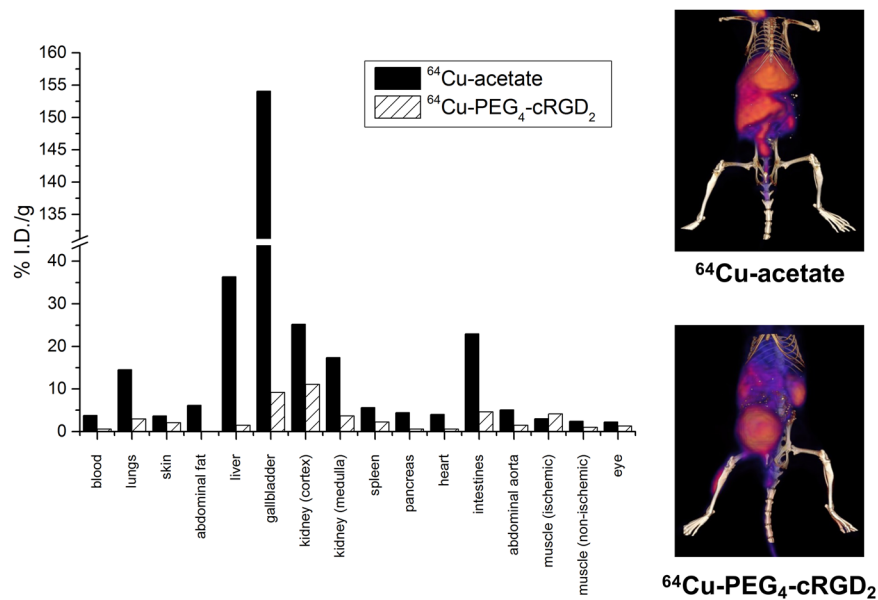 160
155
150
145
140
135
40
30
20
10
0
% I.D./g
⁶⁴Cu-acetate
⁶⁴Cu-PEG₄-cRGD₂
blood
lungs
skin
abdominal fat
liver
gallbladder
kidney (cortex)
kidney (medulla)
spleen
pancreas
heart
intestines
abdominal aorta
muscle (ischemic)
muscle (non-ischemic)
eye
⁶⁴Cu-acetate
⁶⁴Cu-PEG₄-cRGD₂